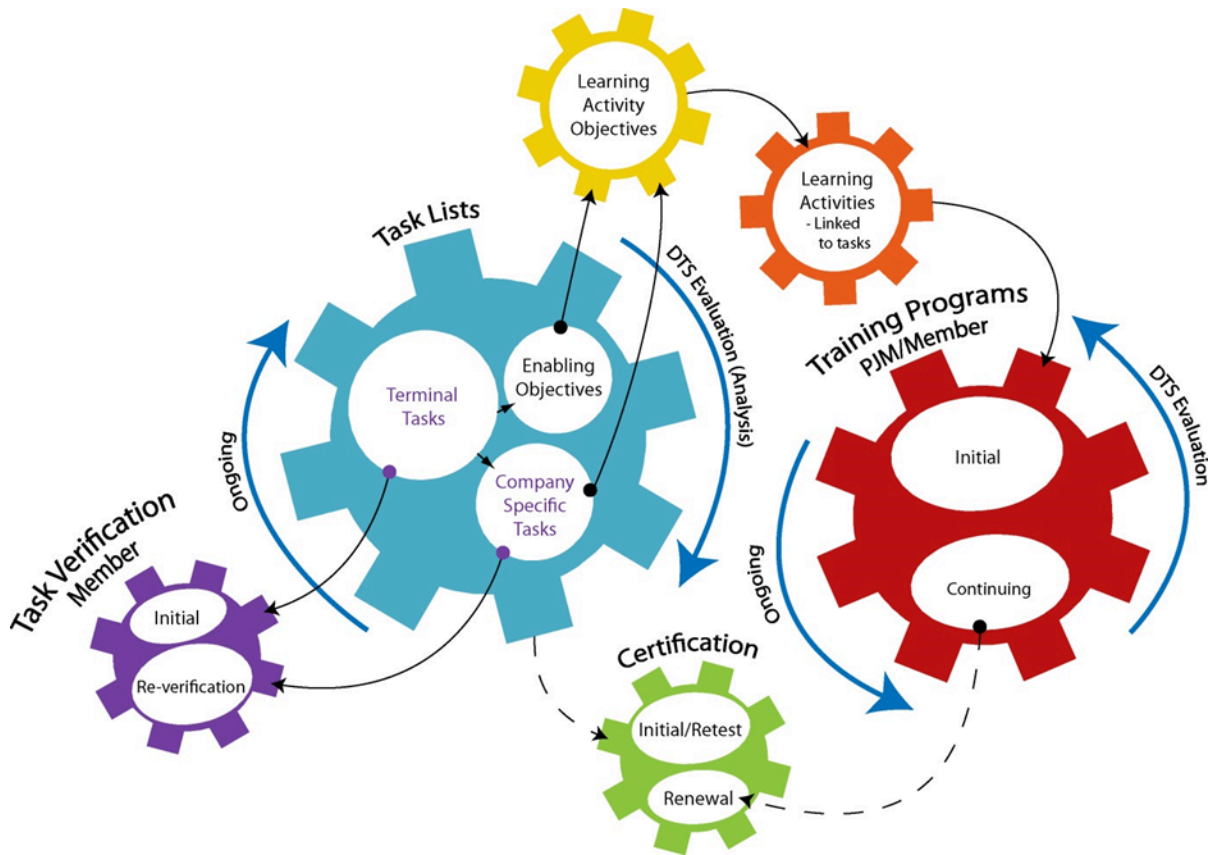 Learning
Activity
Objectives
Learning
Activities
- Linked
to tasks
Task Lists
DTS Evaluation (Analysis)
Ongoing
Terminal
Tasks
Enabling
Objectives
Company
Specific
Tasks
Training Programs
PJM/Member
Initial
Continuing
Ongoing
DTS Evaluation
Task Verification
Member
Initial
Re-verification
Certification
Initial/Retest
Renewal